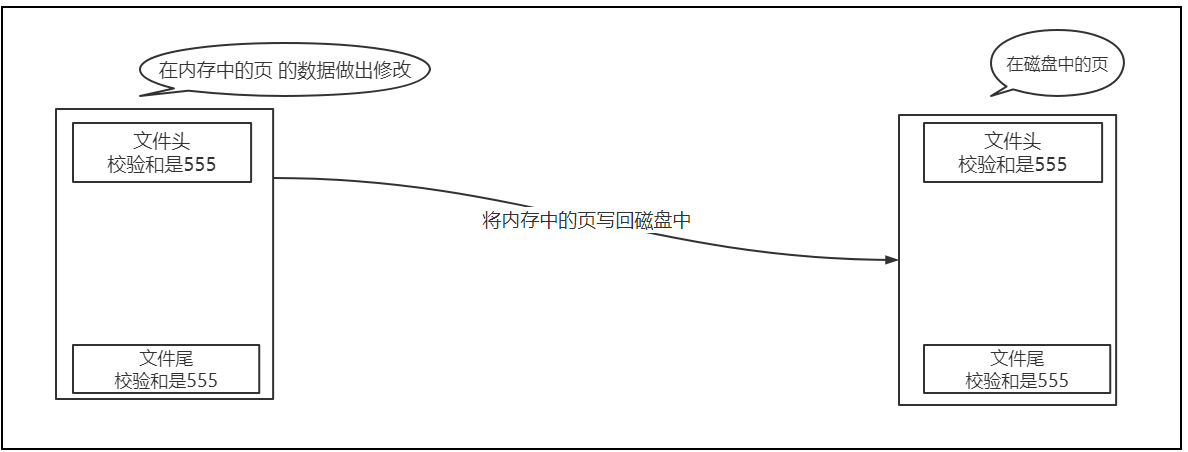 在内存中的页 的数据做出修改
在磁盘中的页
文件头
校验和是555
文件头
校验和是555
将内存中的页写回磁盘中
文件尾
校验和是555
文件尾
校验和是555